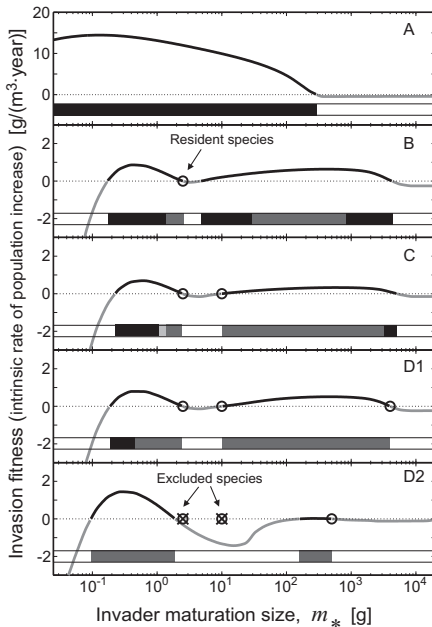 Invasion fitness (intrinsic rate of population increase) [g/(m³·year)]
20
15
10
5
0
A
2
0
-2
Resident species
B
2
0
-2
C
2
0
-2
D1
2
0
-2
Excluded species
D2
10⁻¹ 10⁰ 10¹ 10² 10³ 10⁴
Invader maturation size, m* [g]